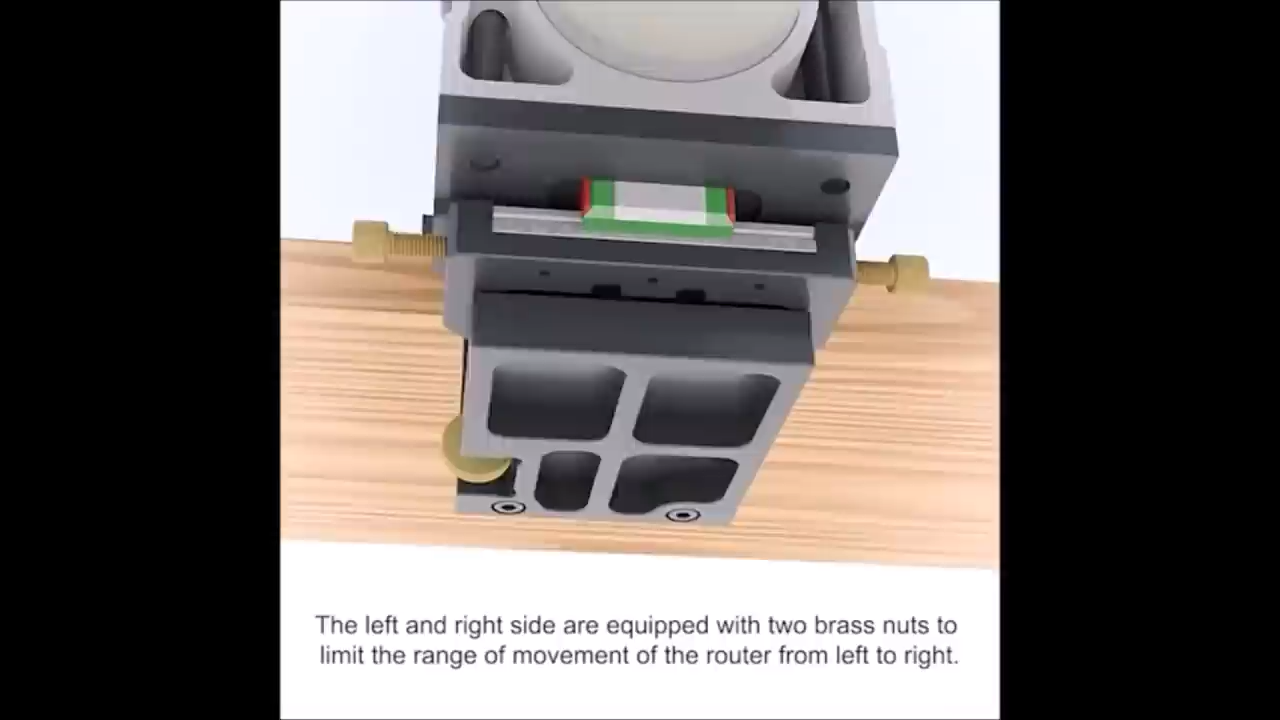 The left and right side are equipped with two brass nuts to
limit the range of movement of the router from left to right.